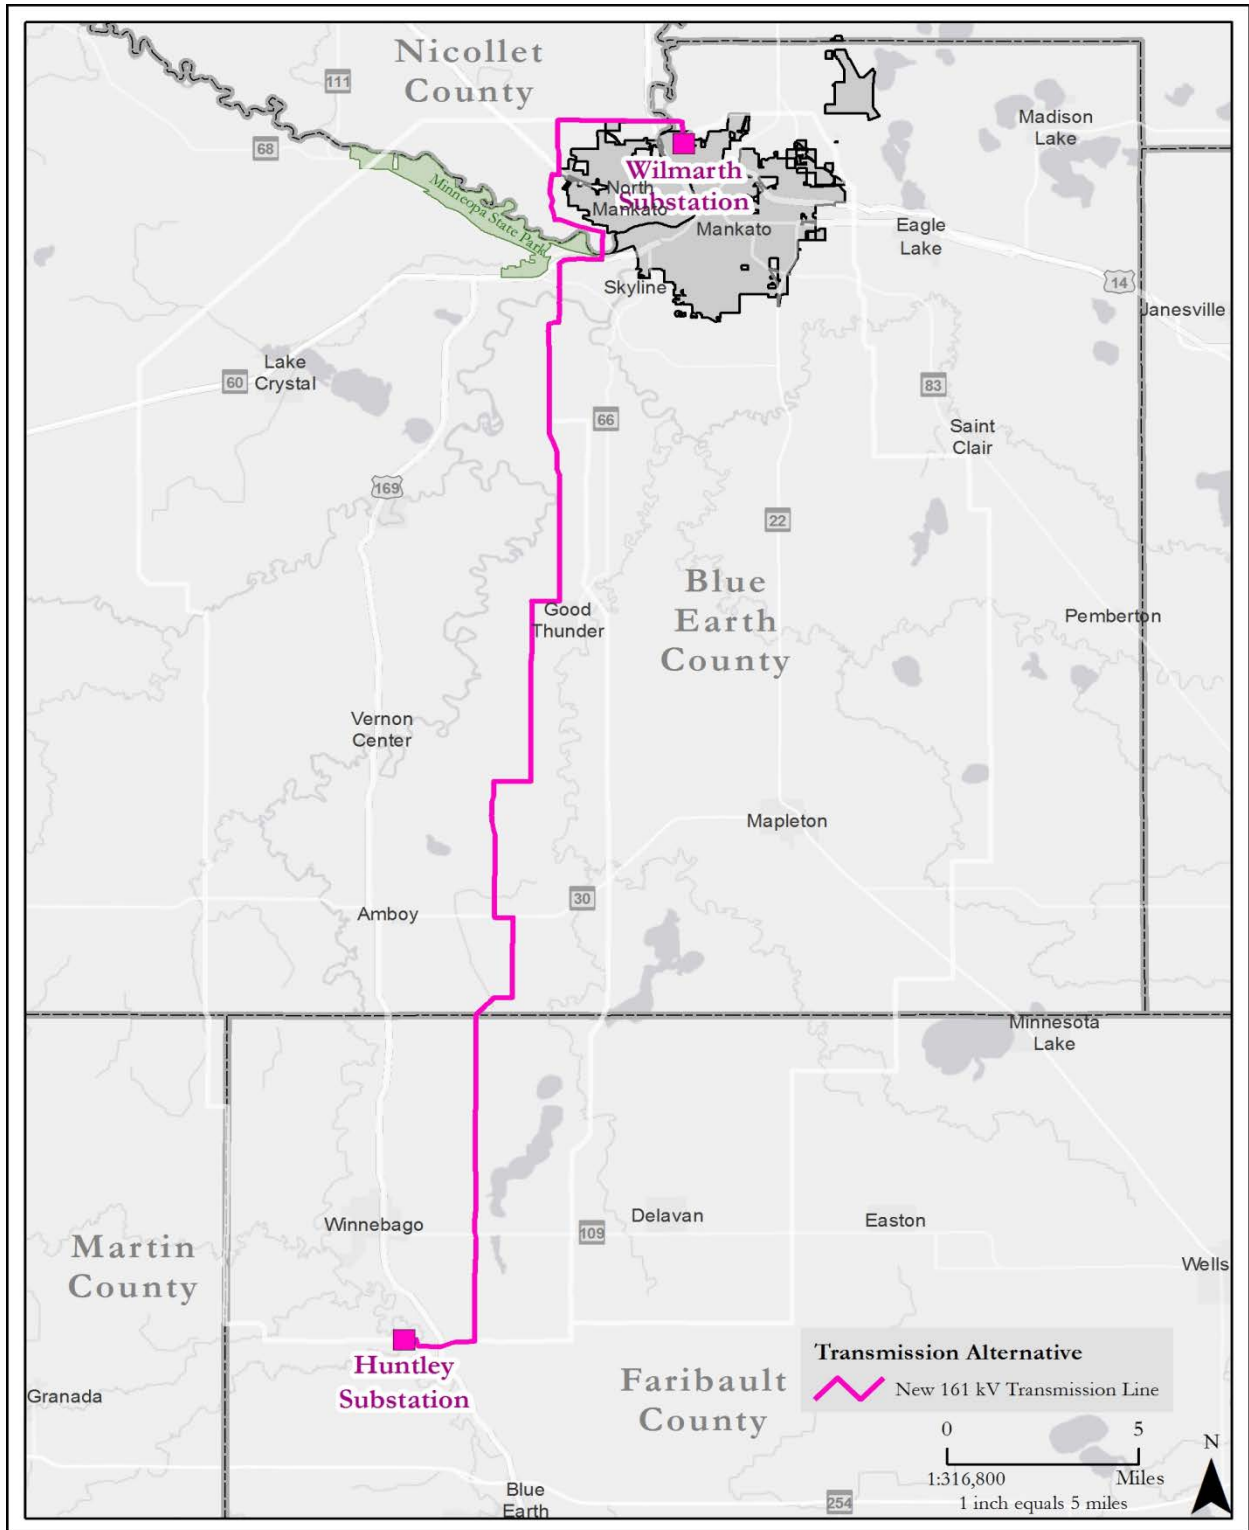 Nicollet
County
111
68
Madison
Lake
Wilmarth
Substation
North
Mankato
Mankato
Minneopa State Park
Eagle
Lake
14
Skyline
Janesville
Lake
Crystal
60
83
66
Saint
Clair
169
22
Blue
Earth
County
Good
Thunder
Pemberton
Vernon
Center
Mapleton
30
Amboy
Minnesota
Lake
Winnebago
Delavan
Easton
109
Martin
County
Wells
Huntley
Substation
Faribault
County
Granada
Blue
Earth
254
Transmission Alternative
New 161 kV Transmission Line
0 5
1:316,800 Miles
1 inch equals 5 miles
N